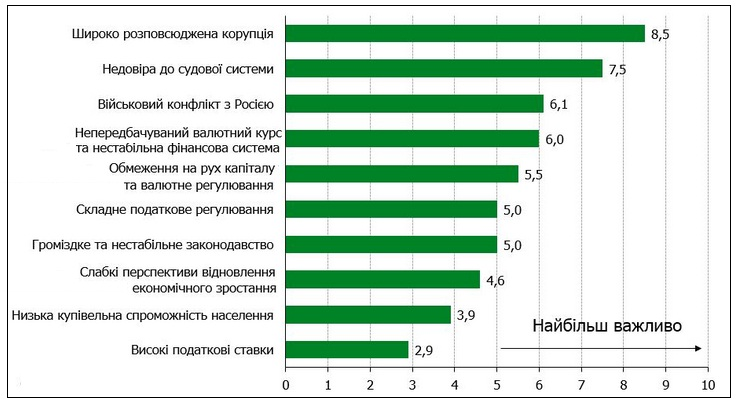 Широко розповсюджена корупція
8,5
Недовіра до судової системи
7,5
Військовий конфлікт з Росією
6,1
Непередбачуваний валютний курс
та нестабільна фінансова система
6,0
Обмеження на рух капіталу
та валютне регулювання
5,5
Складне податкове регулювання
5,0
Громіздке та нестабільне законодавство
5,0
Слабкі перспективи відновлення
економічного зростання
4,6
Низька купівельна спроможність населення
3,9
Найбільш важливо
Високі податкові ставки
2,9
0 1 2 3 4 5 6 7 8 9 10